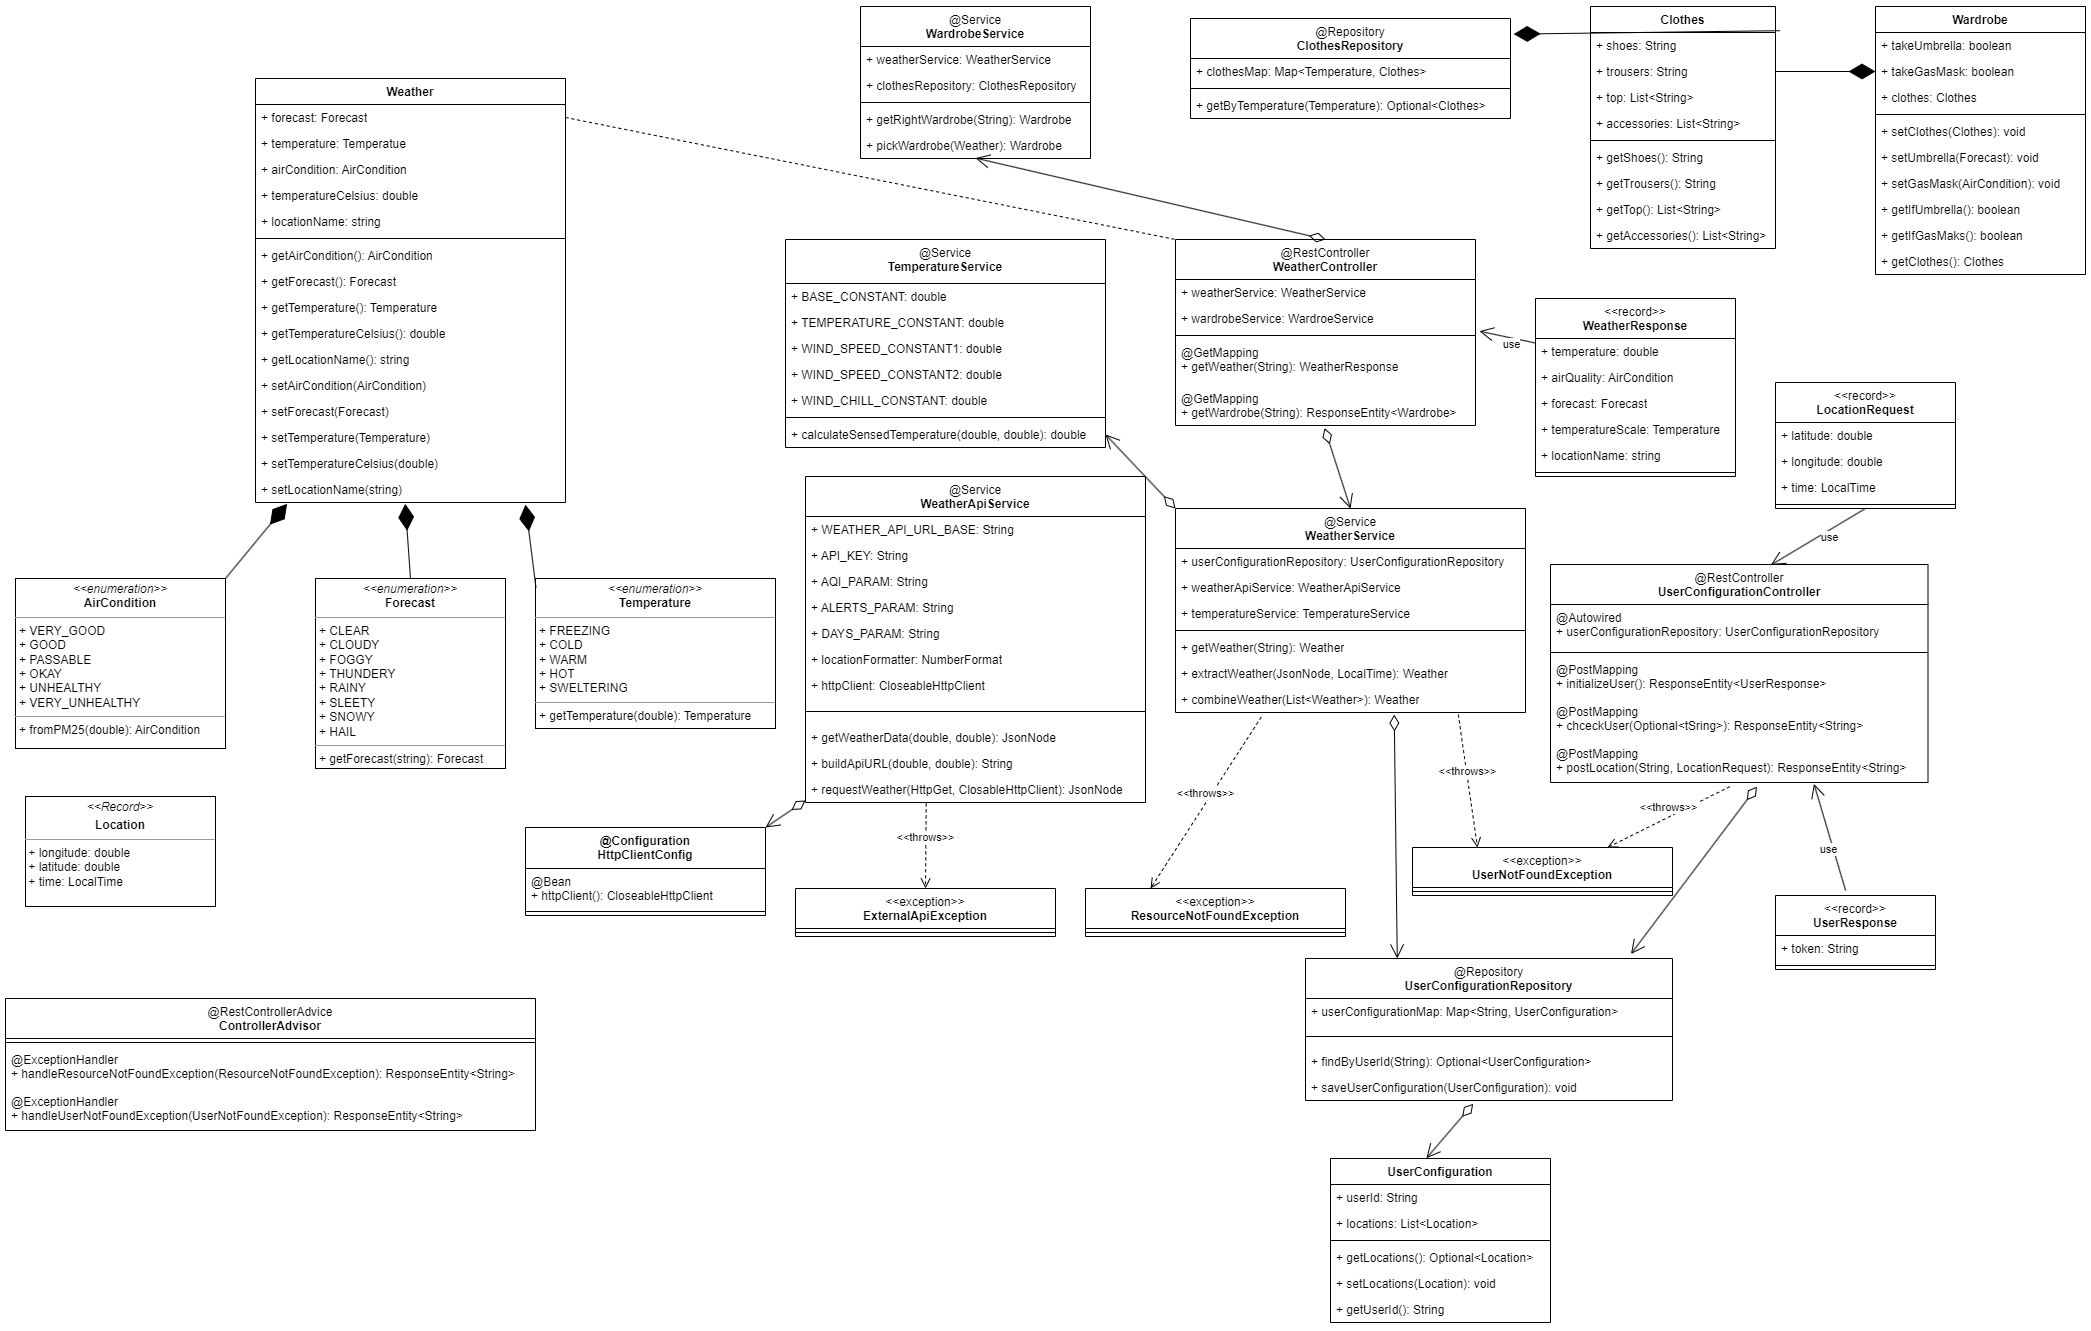 @Service
WardrobeService
+ weatherService: WeatherService
+ clothesRepository: ClothesRepository
+ getRightWardrobe(String): Wardrobe
+ pickWardrobe(Weather): Wardrobe
@Repository
ClothesRepository
+ clothesMap: Map<Temperature, Clothes>
+ getByTemperature(Temperature): Optional<Clothes>
Clothes
+ shoes: String
+ trousers: String
+ top: List<String>
+ accessories: List<String>
+ getShoes(): String
+ getTrousers(): String
+ getTop(): List<String>
+ getAccessories(): List<String>
Wardrobe
+ takeUmbrella: boolean
+ takeGasMask: boolean
+ clothes: Clothes
+ setClothes(Clothes): void
+ setUmbrella(Forecast): void
+ setGasMask(AirCondition): void
+ getIfUmbrella(): boolean
+ getIfGasMaks(): boolean
+ getClothes(): Clothes
Weather
+ forecast: Forecast
+ temperature: Temperatue
+ airCondition: AirCondition
+ temperatureCelsius: double
+ locationName: string
+ getAirCondition(): AirCondition
+ getForecast(): Forecast
+ getTemperature(): Temperature
+ getTemperatureCelsius(): double
+ getLocationName(): string
+ setAirCondition(AirCondition)
+ setForecast(Forecast)
+ setTemperature(Temperature)
+ setTemperatureCelsius(double)
+ setLocationName(string)
@Service
TemperatureService
+ BASE_CONSTANT: double
+ TEMPERATURE_CONSTANT: double
+ WIND_SPEED_CONSTANT1: double
+ WIND_SPEED_CONSTANT2: double
+ WIND_CHILL_CONSTANT: double
+ calculateSensedTemperature(double, double): double
@RestController
WeatherController
+ weatherService: WeatherService
+ wardrobeService: WardroeService
@GetMapping
+ getWeather(String): WeatherResponse
@GetMapping
+ getWardrobe(String): ResponseEntity<Wardrobe>
use
<<record>>
WeatherResponse
+ temperature: double
+ airQuality: AirCondition
+ forecast: Forecast
+ temperatureScale: Temperature
+ locationName: string
<<record>>
LocationRequest
+ latitude: double
+ longitude: double
+ time: LocalTime
use
@Service
WeatherApiService
+ WEATHER_API_URL_BASE: String
+ API_KEY: String
+ AQI_PARAM: String
+ ALERTS_PARAM: String
+ DAYS_PARAM: String
+ locationFormatter: NumberFormat
+ httpClient: CloseableHttpClient
+ getWeatherData(double, double): JsonNode
+ buildApiURL(double, double): String
+ requestWeather(HttpGet, ClosableHttpClient): JsonNode
@Service
WeatherService
+ userConfigurationRepository: UserConfigurationRepository
+ weatherApiService: WeatherApiService
+ temperatureService: TemperatureService
+ getWeather(String): Weather
+ extractWeather(JsonNode, LocalTime): Weather
+ combineWeather(List<Weather>): Weather
@RestController
UserConfigurationController
@Autowired
+ userConfigurationRepository: UserConfigurationRepository
@PostMapping
+ initializeUser(): ResponseEntity<UserResponse>
@PostMapping
+ chceckUser(Optional<tString>): ResponseEntity<String>
@PostMapping
+ postLocation(String, LocationRequest): ResponseEntity<String>
<<enumeration>>
AirCondition
+ VERY_GOOD
+ GOOD
+ PASSABLE
+ OKAY
+ UNHEALTHY
+ VERY_UNHEALTHY
+ fromPM25(double): AirCondition
<<enumeration>>
Forecast
+ CLEAR
+ CLOUDY
+ FOGGY
+ THUNDERY
+ RAINY
+ SLEETY
+ SNOWY
+ HAIL
+ getForecast(string): Forecast
<<enumeration>>
Temperature
+ FREEZING
+ COLD
+ WARM
+ HOT
+ SWELTERING
+ getTemperature(double): Temperature
<<Record>>
Location
+ longitude: double
+ latitude: double
+ time: LocalTime
@Configuration
HttpClientConfig
@Bean
+ httpClient(): CloseableHttpClient
<<throws>>
<<throws>>
<<throws>>
<<throws>>
use
<<exception>>
ExternalApiException
<<exception>>
ResourceNotFoundException
<<exception>>
UserNotFoundException
<<record>>
UserResponse
+ token: String
@RestControllerAdvice
ControllerAdvisor
@ExceptionHandler
+ handleResourceNotFoundException(ResourceNotFoundException): ResponseEntity<String>
@ExceptionHandler
+ handleUserNotFoundException(UserNotFoundException): ResponseEntity<String>
@Repository
UserConfigurationRepository
+ userConfigurationMap: Map<String, UserConfiguration>
+ findByUserId(String): Optional<UserConfiguration>
+ saveUserConfiguration(UserConfiguration): void
UserConfiguration
+ userId: String
+ locations: List<Location>
+ getLocations(): Optional<Location>
+ setLocations(Location): void
+ getUserId(): String